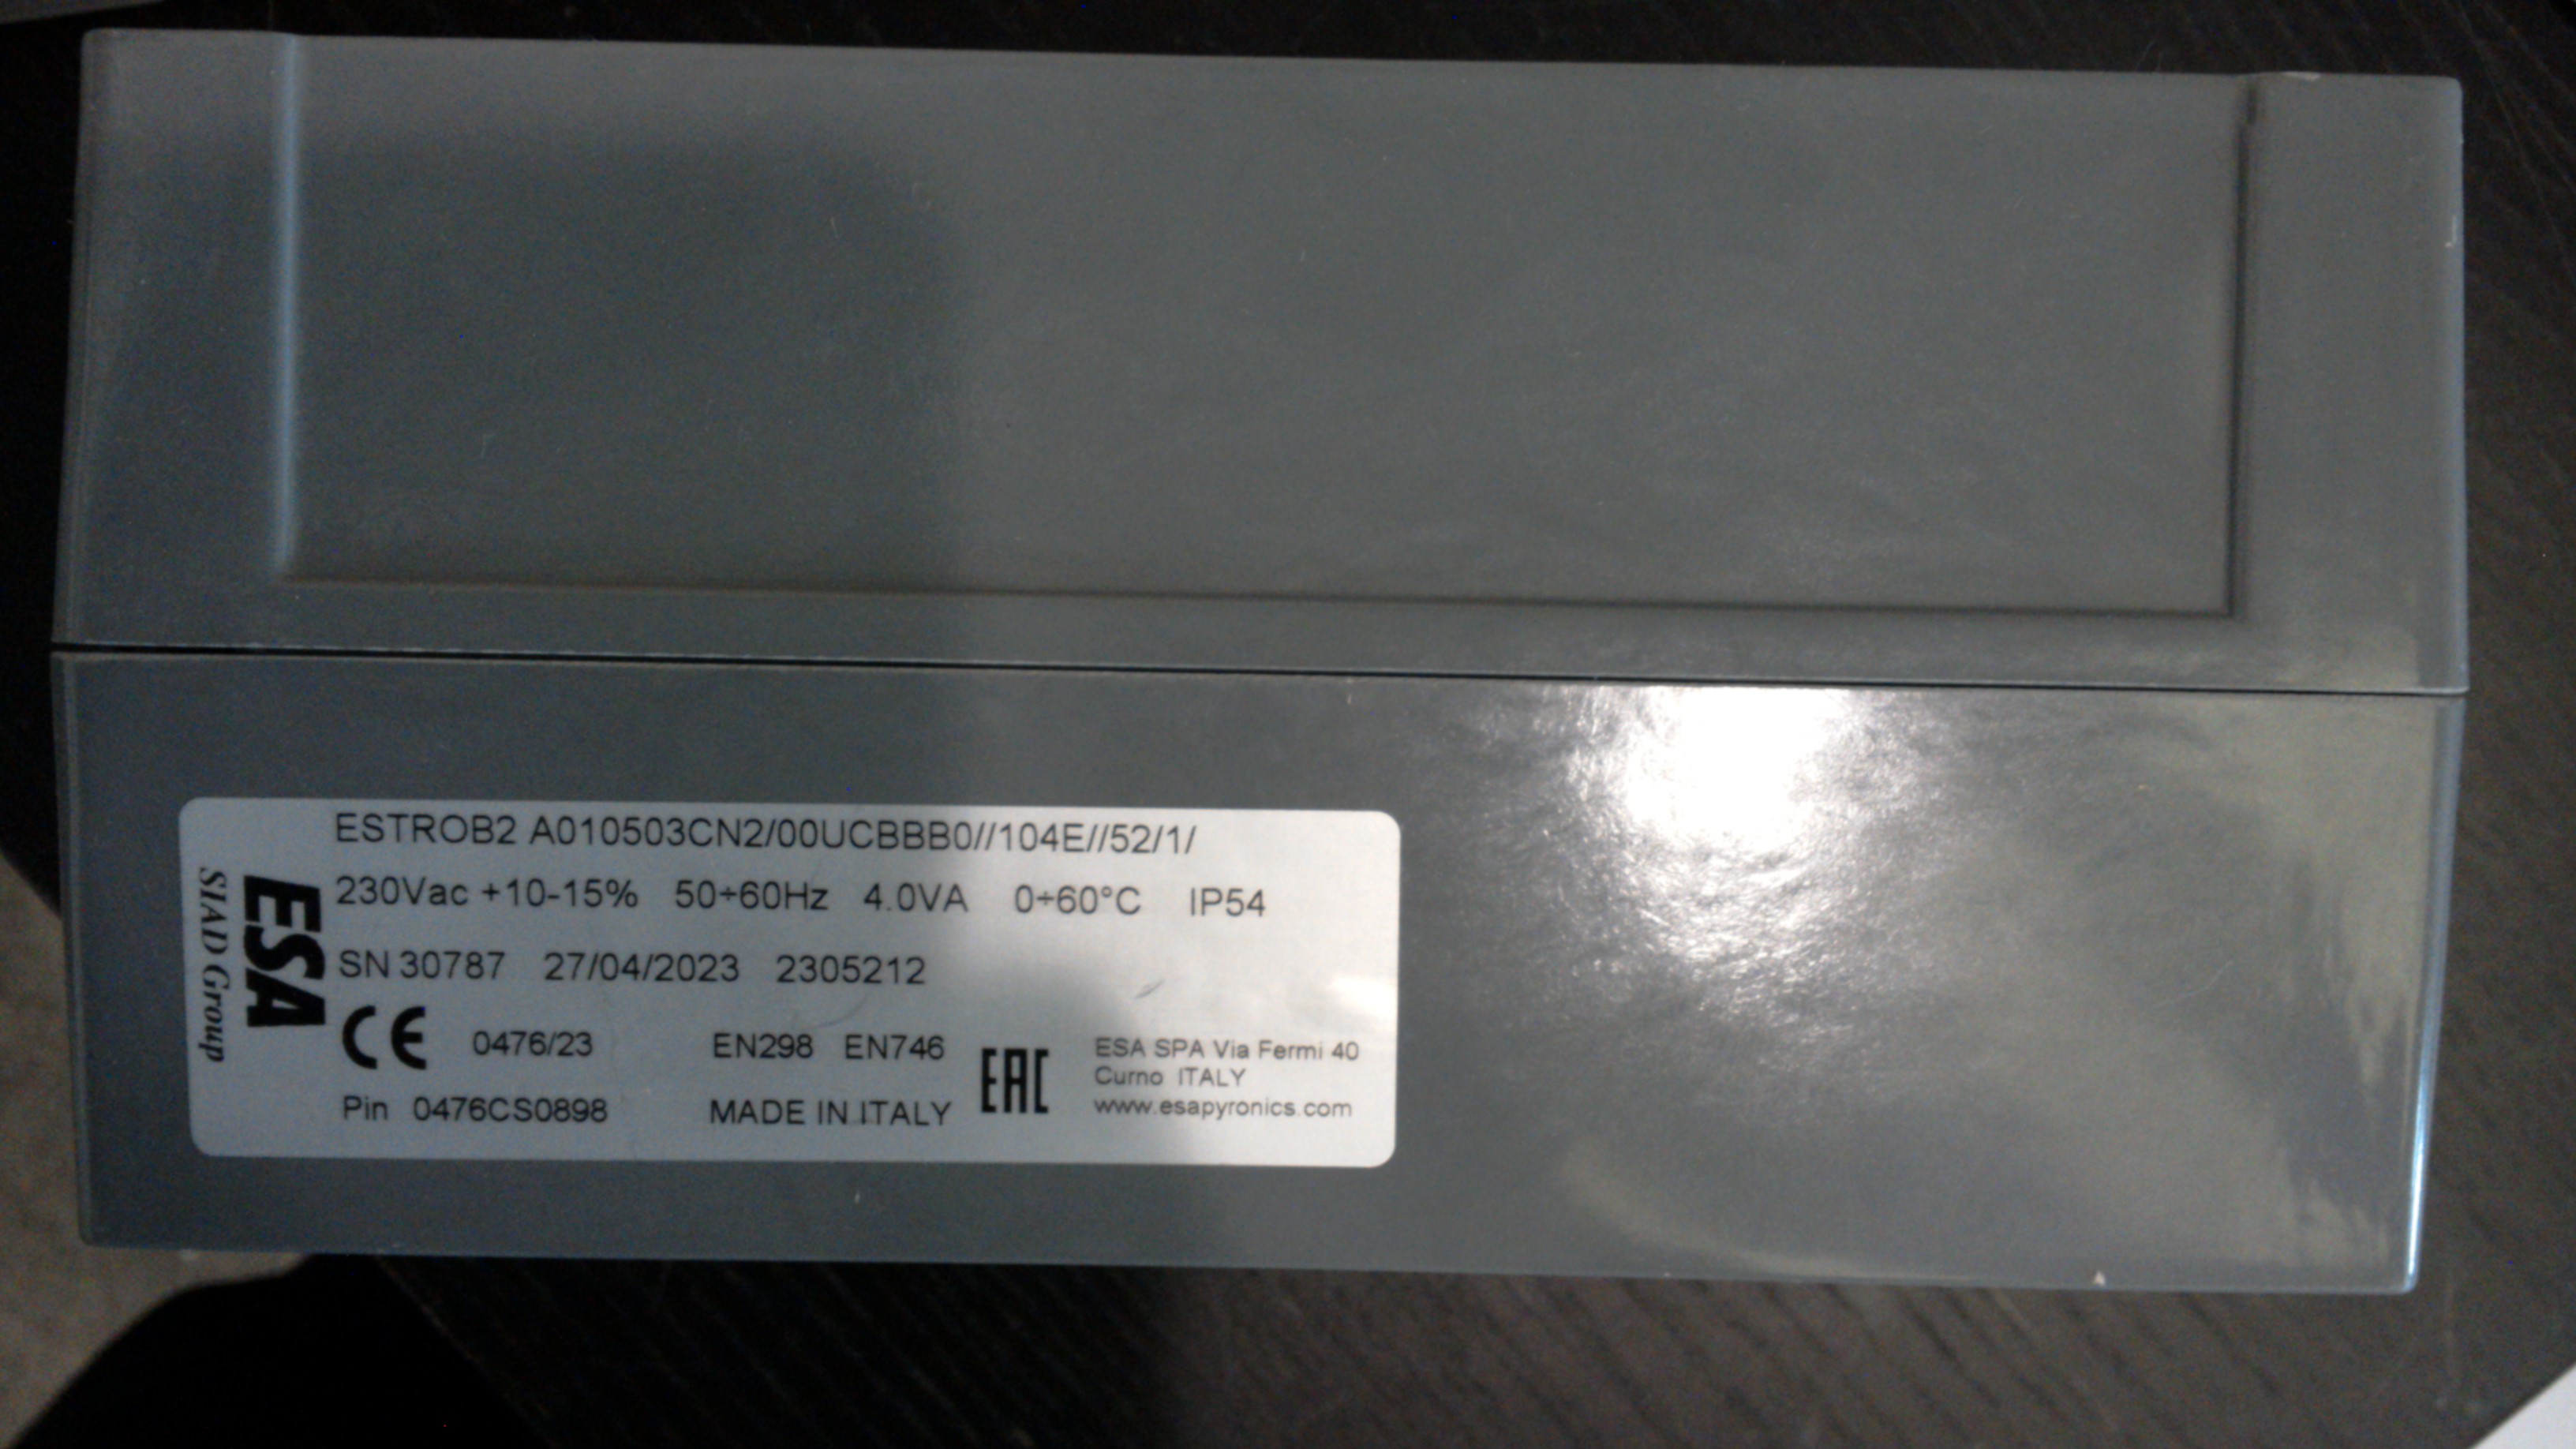 ESTROB2 A010503CN2/00UCBBB0//104E//52/1/
230Vac +10-15% 50÷60Hz 4.0VA 0÷60°C IP54
SN 30787 27/04/2023 2305212
CE 0476/23 EN298 EN746
Pin 0476CS0898 MADE IN ITALY
EAC
ESA SPA Via Fermi 40
Curno ITALY
www.esapyronics.com
ESA
SIAD Group